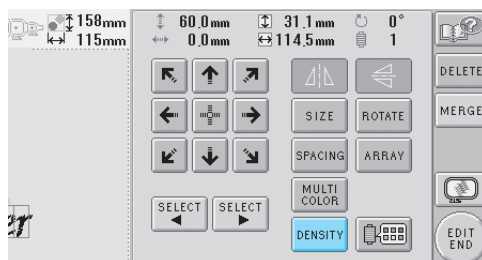 158mm 60.0mm 31.1mm 0°
115mm 0.0mm 114.5mm 1
DELETE
SIZE ROTATE MERGE
SPACING ARRAY
MULTI
COLOR
SELECT SELECT
DENSITY
EDIT
END
er